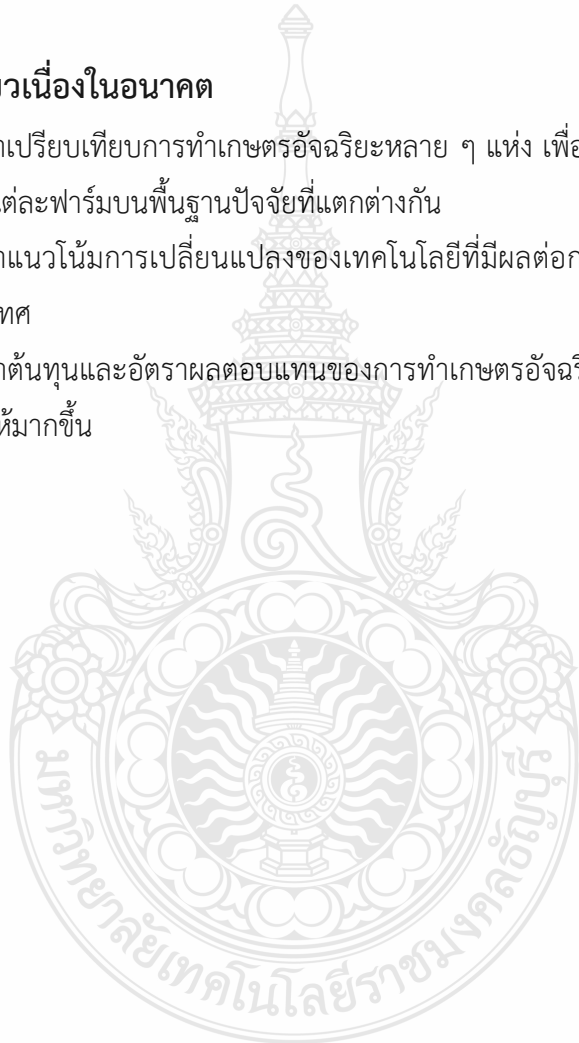 วเนื่องในอนาคต
เปรียบเทียบการทำเกษตรอัจฉริยะหลาย ๆ แห่ง เพื่อ
ต่ละฟาร์มบนพื้นฐานปัจจัยที่แตกต่างกัน
แนวโน้มการเปลี่ยนแปลงของเทคโนโลยีที่มีผลต่อก
ทศ
ต้นทุนและอัตราผลตอบแทนของการทำเกษตรอัจฉริ
ห้มากขึ้น
มหาวิทยาลัยเทคโนโลยีราชมงคลธัญบุรี